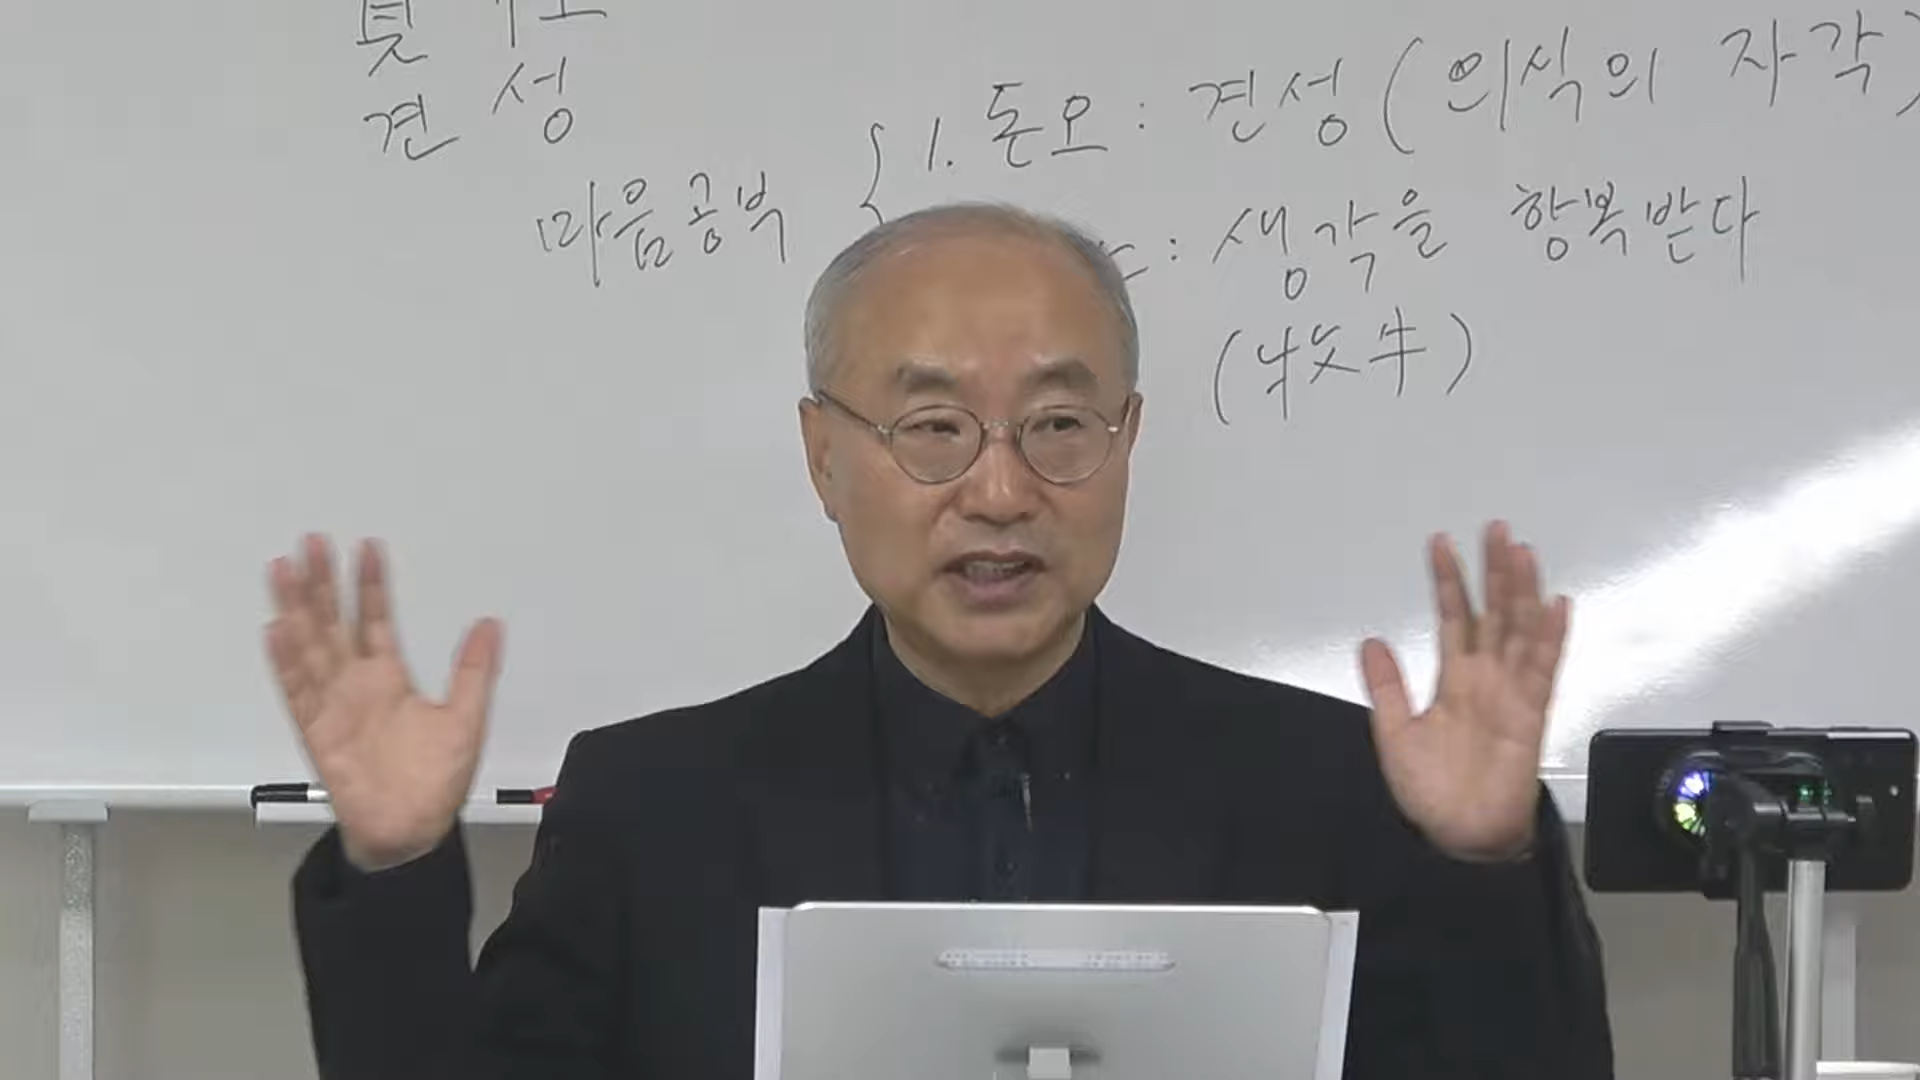 見
견 성
마음공부 { 1. 돈오 : 견성 (의식의 자각)
: 생각을 항복받다
(牧牛)